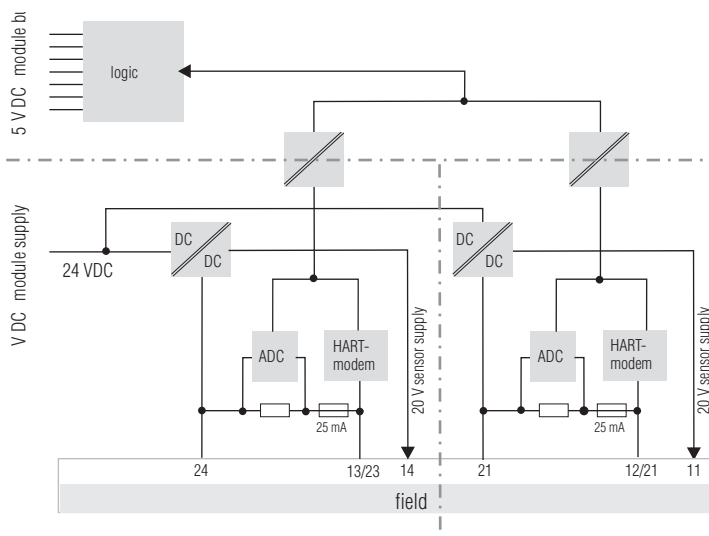 5 V DC module
logic
V DC module supply
24 VDC
DC
DC
DC
DC
ADC
HART-
modem
20 V sensor supply
ADC
HART-
modem
20 V sensor supply
25 mA
25 mA
24
13/23
14
21
12/21
11
field